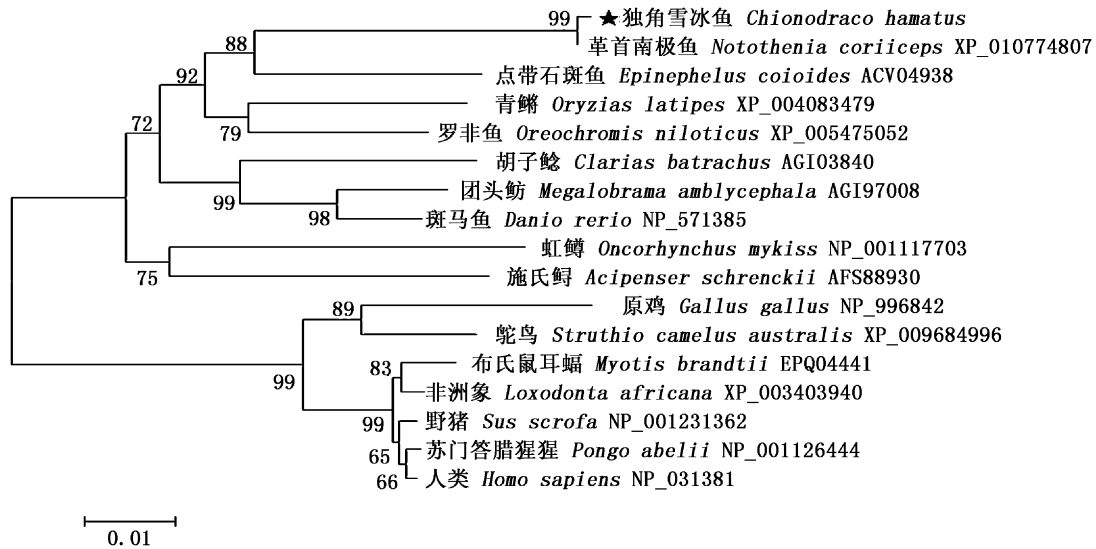 99 ★独角雪冰鱼 Chionodraco hamatus
革首南极鱼 Notothenia coriiceps XP_010774807
88
点带石斑鱼 Epinephelus coioides ACV04938
92
青鳉 Oryzias latipes XP_004083479
72
79 罗非鱼 Oreochromis niloticus XP_005475052
胡子鲶 Clarias batrachus AGI03840
99
团头鲂 Megalobrama amblycephala AGI97008
98 斑马鱼 Danio rerio NP_571385
虹鳟 Oncorhynchus mykiss NP_001117703
75 施氏鲟 Acipenser schrenckii AFS88930
89 原鸡 Gallus gallus NP_996842
鸵鸟 Struthio camelus australis XP_009684996
83 布氏鼠耳蝠 Myotis brandtii EPQ04441
99
非洲象 Loxodonta africana XP_003403940
99 野猪 Sus scrofa NP_001231362
65 苏门答腊猩猩 Pongo abelii NP_001126444
66 人类 Homo sapiens NP_031381
0.01